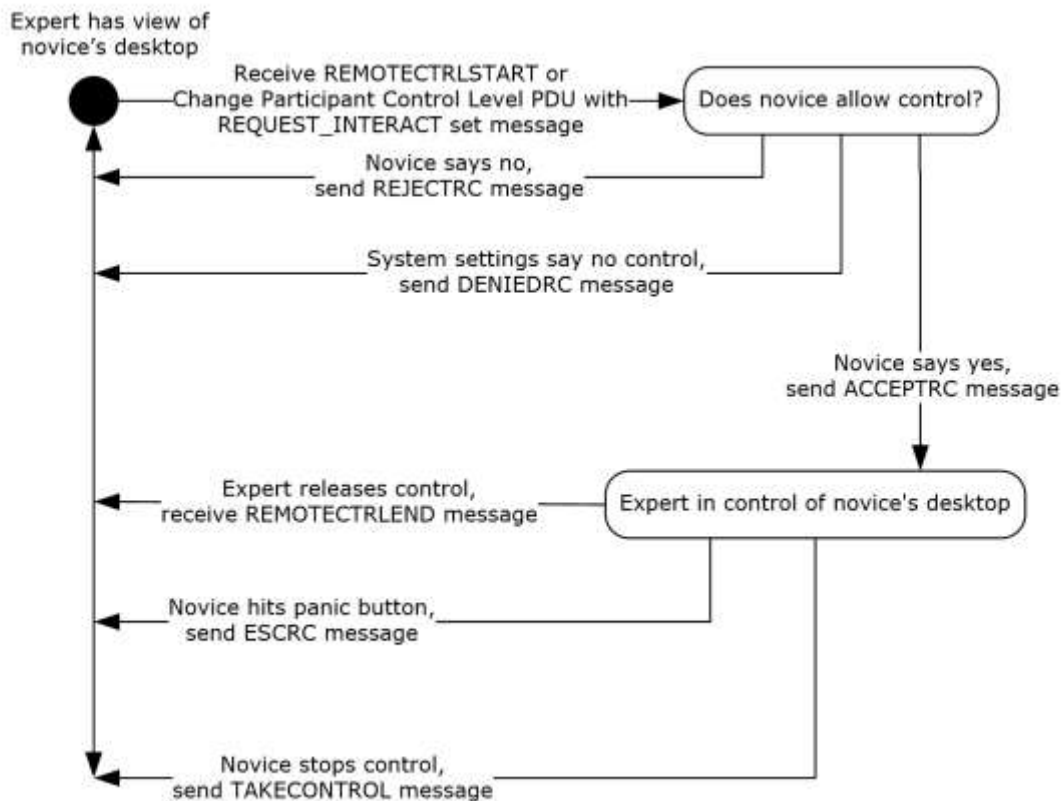 Expert has view of
novice's desktop
Receive REMOTECTRLSTART or
Change Participant Control Level PDU with
REQUEST_INTERACT set message
Does novice allow control?
Novice says no,
send REJECTRC message
System settings say no control,
send DENIEDRC message
Novice says yes,
send ACCEPTRC message
Expert releases control,
receive REMOTECTRLEND message
Expert in control of novice's desktop
Novice hits panic button,
send ESCRC message
Novice stops control,
send TAKECONTROL message